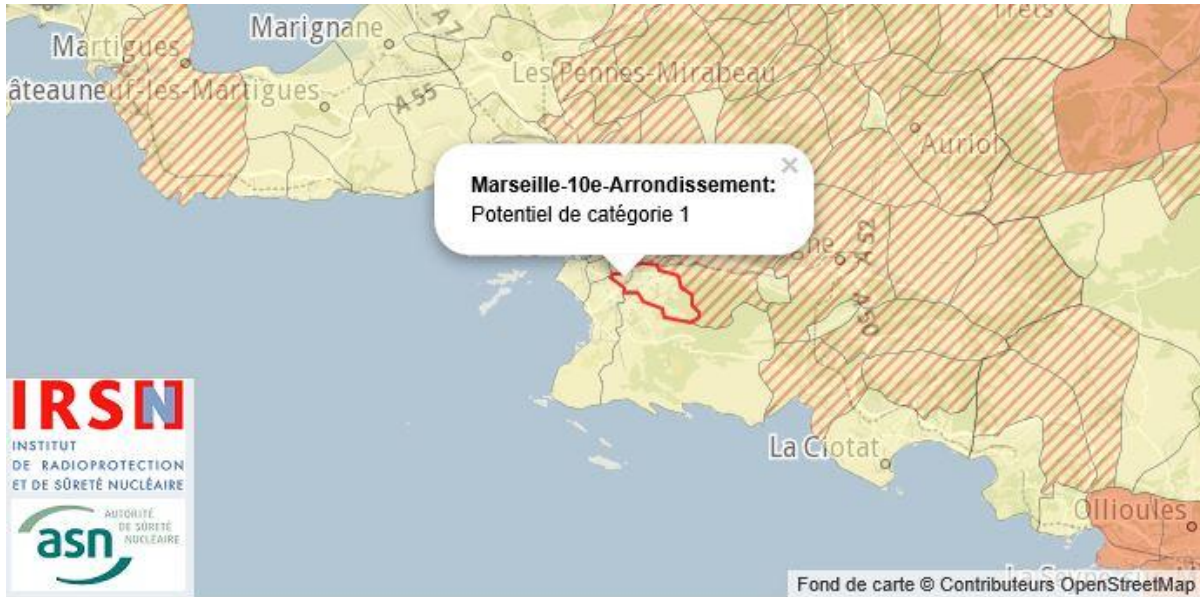 Trets
Marignane
A 7
Martigues
Les Pennes-Mirabeau
âteauneuf-les-Martigues
A 55
Auriol
Marseille-10e-Arrondissement:
Potentiel de catégorie 1
×
A 52
A 50
IRSN
INSTITUT
DE RADIOPROTECTION
ET DE SÛRETÉ NUCLÉAIRE
La Ciotat
AUTORITÉ
DE SÛRETÉ
NUCLÉAIRE
asn
Ollioules
Fond de carte © Contributeurs OpenStreetMap